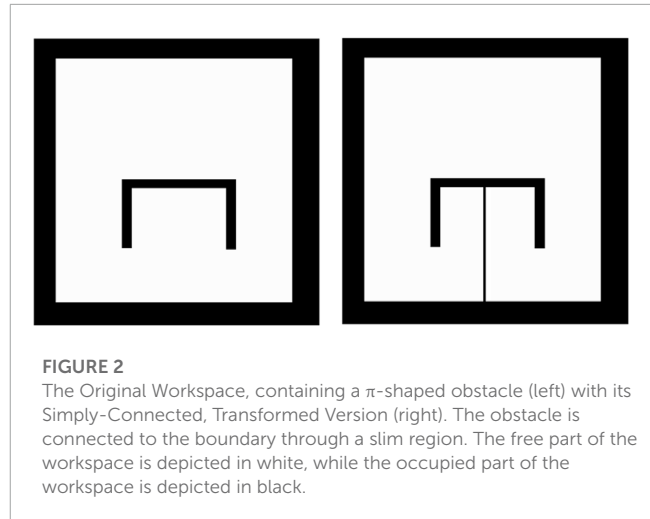 FIGURE 2
The Original Workspace, containing a π-shaped obstacle (left) with its
Simply-Connected, Transformed Version (right). The obstacle is
connected to the boundary through a slim region. The free part of the
workspace is depicted in white, while the occupied part of the
workspace is depicted in black.